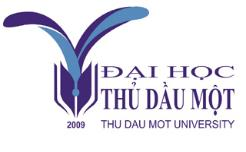 ĐẠI HỌC
THỦ DẦU MỘT
2009
THU DAU MOT UNIVERSITY